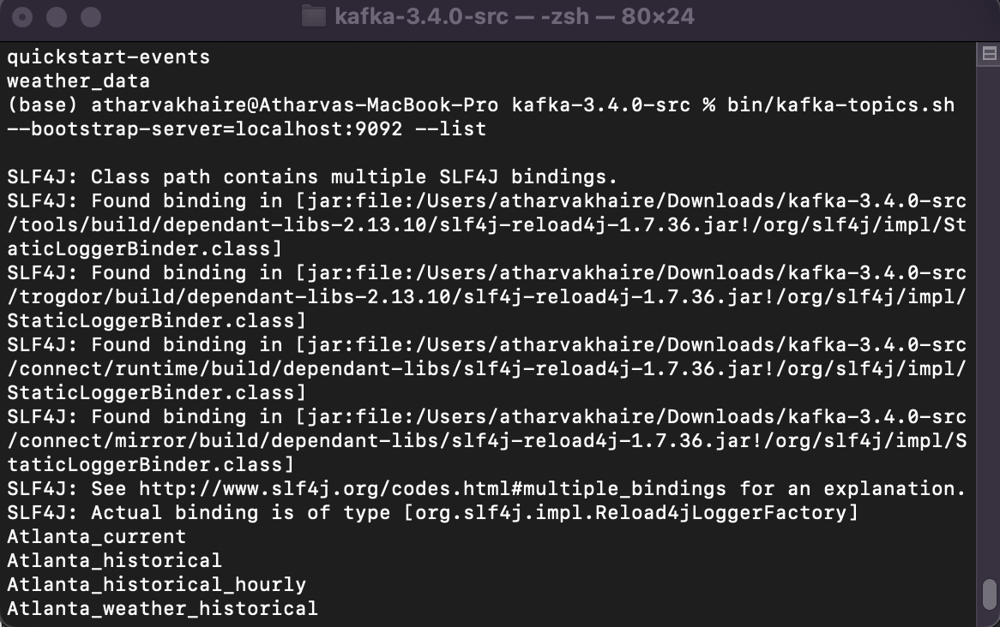 kafka-3.4.0-src — -zsh — 80×24
quickstart-events
weather_data
(base) atharvakhaire@Atharvas-MacBook-Pro kafka-3.4.0-src % bin/kafka-topics.sh
--bootstrap-server=localhost:9092 --list
SLF4J: Class path contains multiple SLF4J bindings.
SLF4J: Found binding in [jar:file:/Users/atharvakhaire/Downloads/kafka-3.4.0-src
/tools/build/dependant-libs-2.13.10/slf4j-reload4j-1.7.36.jar!/org/slf4j/impl/St
aticLoggerBinder.class]
SLF4J: Found binding in [jar:file:/Users/atharvakhaire/Downloads/kafka-3.4.0-src
/trogdor/build/dependant-libs-2.13.10/slf4j-reload4j-1.7.36.jar!/org/slf4j/impl/
StaticLoggerBinder.class]
SLF4J: Found binding in [jar:file:/Users/atharvakhaire/Downloads/kafka-3.4.0-src
/connect/runtime/build/dependant-libs/slf4j-reload4j-1.7.36.jar!/org/slf4j/impl/
StaticLoggerBinder.class]
SLF4J: Found binding in [jar:file:/Users/atharvakhaire/Downloads/kafka-3.4.0-src
/connect/mirror/build/dependant-libs/slf4j-reload4j-1.7.36.jar!/org/slf4j/impl/S
taticLoggerBinder.class]
SLF4J: See http://www.slf4j.org/codes.html#multiple_bindings for an explanation.
SLF4J: Actual binding is of type [org.slf4j.impl.Reload4jLoggerFactory]
Atlanta_current
Atlanta_historical
Atlanta_historical_hourly
Atlanta_weather_historical